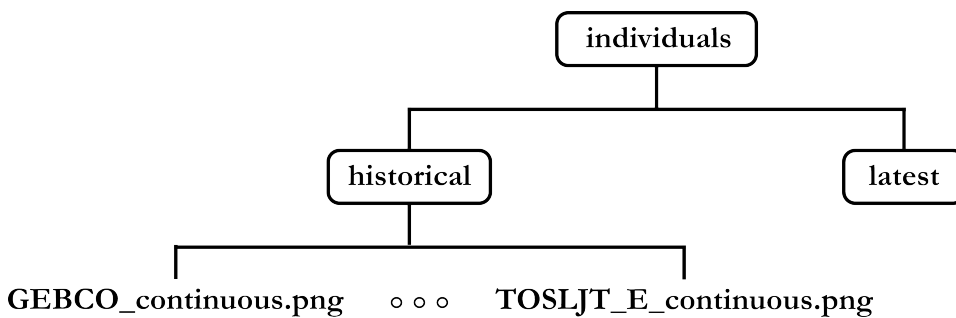 individuals
historical
latest
GEBCO_continuous.png
TOSLJT_E_continuous.png